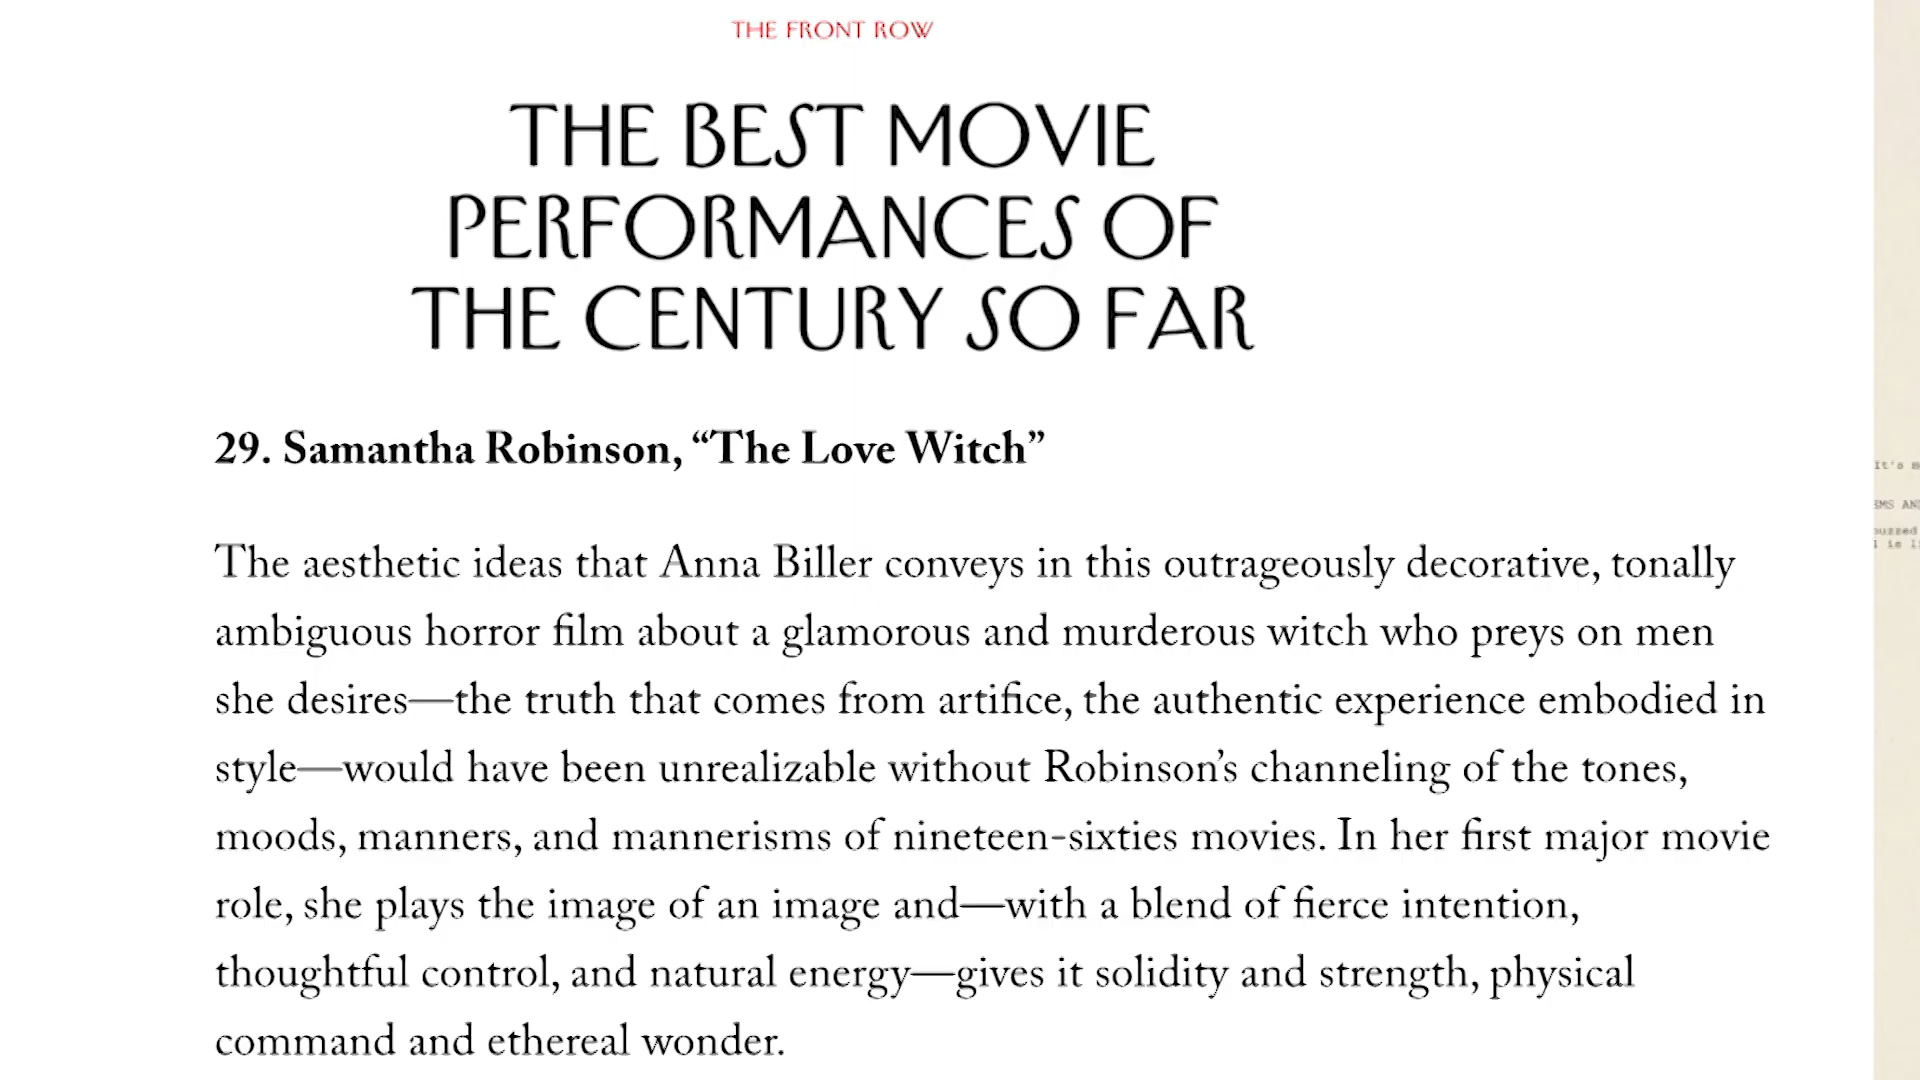 THE FRONT ROW
THE BEST MOVIE
PERFORMANCES OF
THE CENTURY SO FAR
29. Samantha Robinson, “The Love Witch”
The aesthetic ideas that Anna Biller conveys in this outrageously decorative, tonally
ambiguous horror film about a glamorous and murderous witch who preys on men
she desires—the truth that comes from artifice, the authentic experience embodied in
style—would have been unrealizable without Robinson’s channeling of the tones,
moods, manners, and mannerisms of nineteen-sixties movies. In her first major movie
role, she plays the image of an image and—with a blend of fierce intention,
thoughtful control, and natural energy—gives it solidity and strength, physical
command and ethereal wonder.
It's